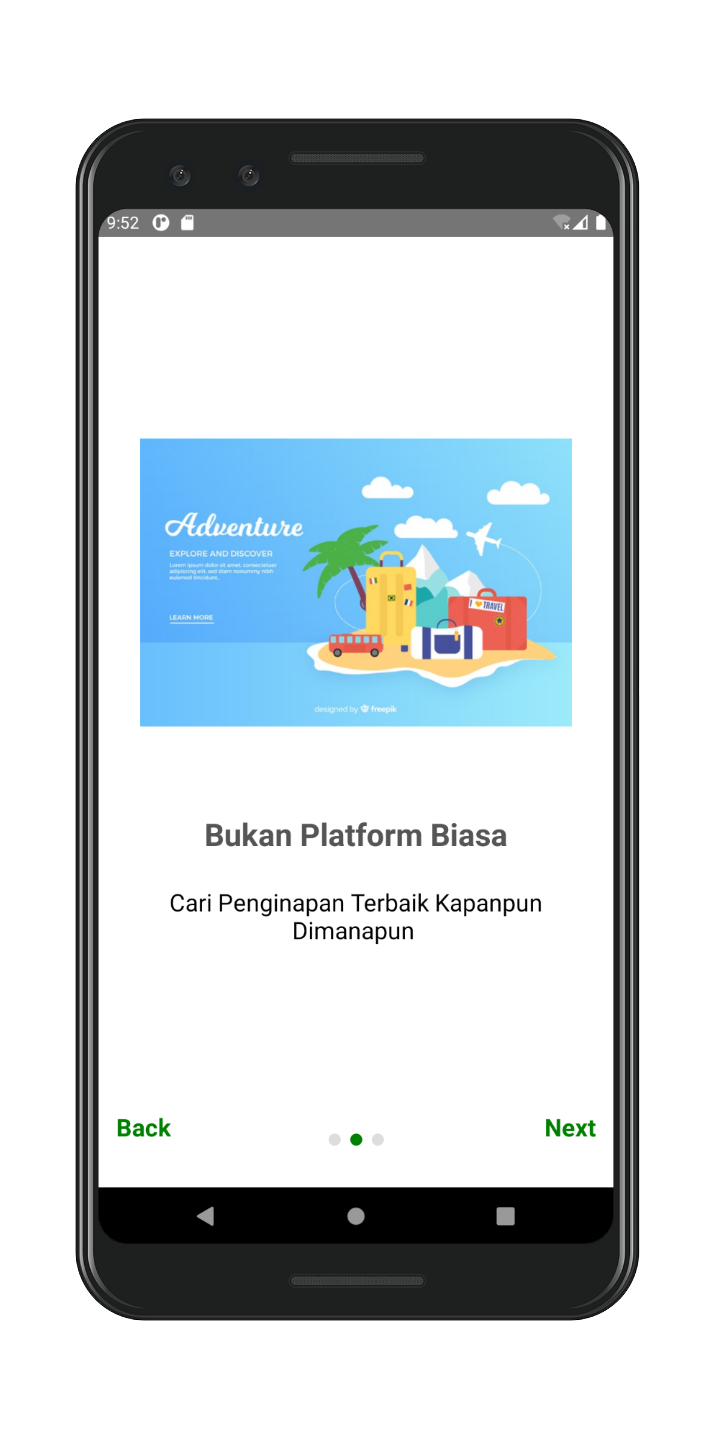 9:52
Adventure
EXPLORE AND DISCOVER
Lorem ipsum dolor sit amet, consectetuer
adipiscing elit, sed diam nonummy nibh
euismod tincidunt.
LEARN MORE
I 🧡 TRAVEL
designed by freepik
Bukan Platform Biasa
Cari Penginapan Terbaik Kapanpun
Dimanapun
Back
Next